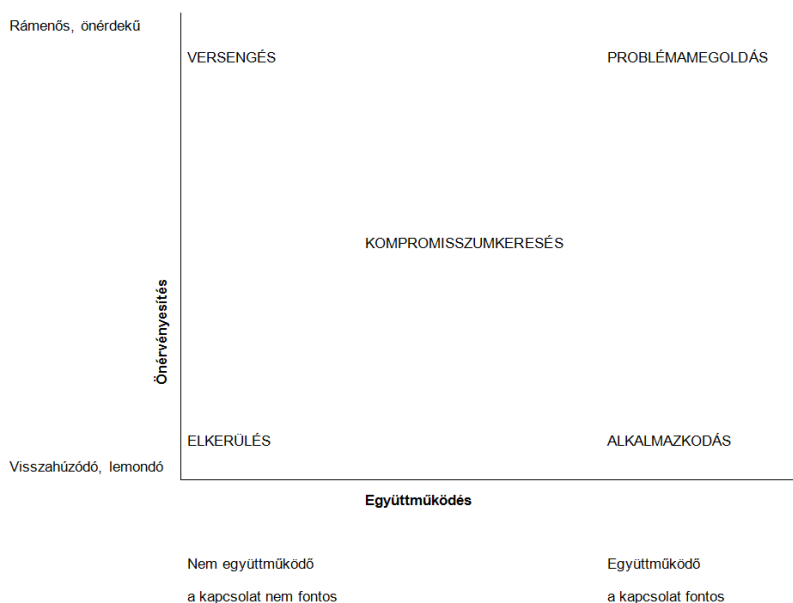 Rámenős, önérdekű
VERSENGÉS
PROBLÉMAMEGOLDÁS
KOMPROMISSZUMKERESÉS
Önérvényesítés
ELKERÜLÉS
ALKALMAZKODÁS
Visszahúzódó, lemondó
Együttműködés
Nem együttműködő
Együttműködő
a kapcsolat nem fontos
a kapcsolat fontos